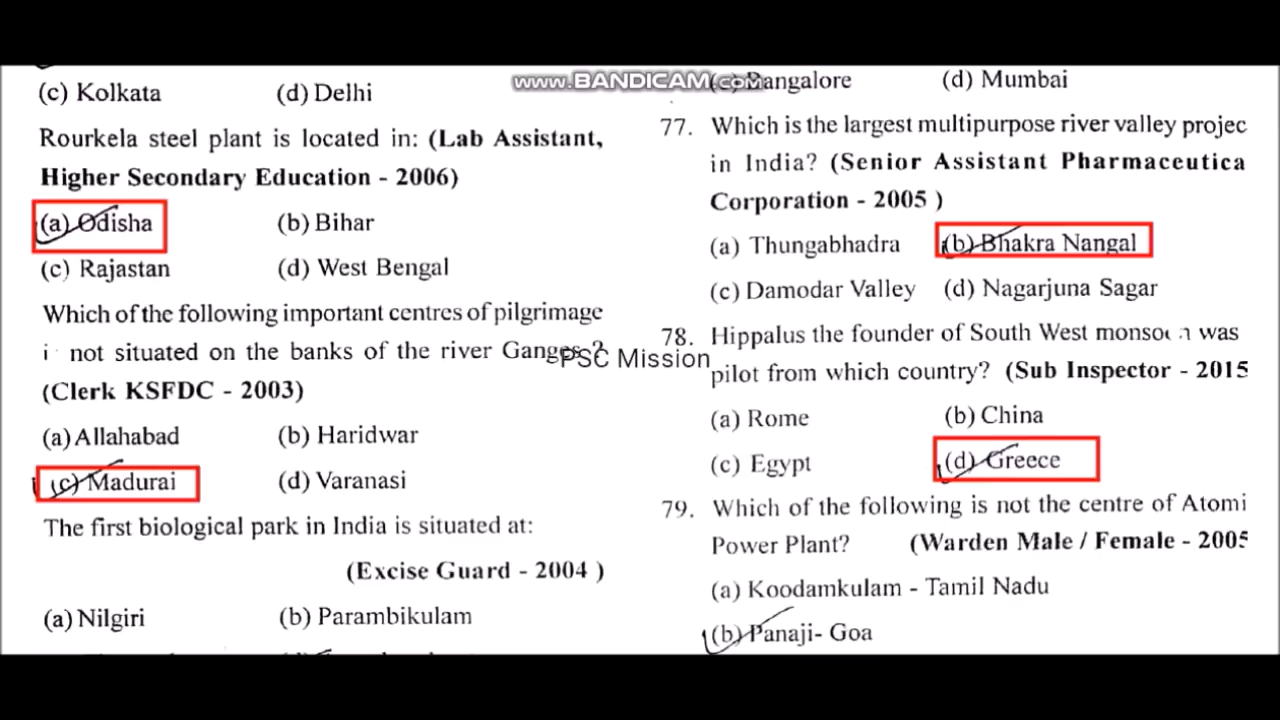 www.BANDICAM.com
(c) Kolkata (d) Delhi
Rourkela steel plant is located in: (Lab Assistant,
Higher Secondary Education - 2006)
(a) Odisha (b) Bihar
(c) Rajastan (d) West Bengal
Which of the following important centres of pilgrimage
not situated on the banks of the river Ganges ?
(Clerk KSFDC - 2003)
(a) Allahabad (b) Haridwar
(c) Madurai (d) Varanasi
The first biological park in India is situated at:
(Excise Guard - 2004 )
(a) Nilgiri (b) Parambikulam
PSC Mission
Bangalore (d) Mumbai
77. Which is the largest multipurpose river valley projec
in India? (Senior Assistant Pharmaceutica
Corporation - 2005 )
(a) Thungabhadra (b) Bhakra Nangal
(c) Damodar Valley (d) Nagarjuna Sagar
78. Hippalus the founder of South West was
pilot from which country? (Sub Inspector - 2015
(a) Rome (b) China
(c) Egypt (d) Greece
79. Which of the following is not the centre of Atomi
Power Plant? (Warden Male / Female - 2005
(a) Koodamkulam - Tamil Nadu
(b) Panaji- Goa